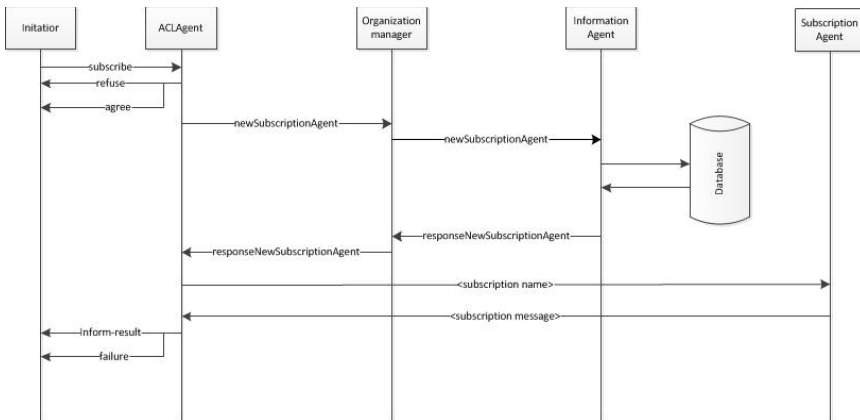 Initatior
ACLAgent
Organization
manager
Information
Agent
Subscription
Agent
subscribe
refuse
agree
newSubscriptionAgent
newSubscriptionAgent
Database
responseNewSubscriptionAgent
responseNewSubscriptionAgent
<subscription name>
<subscription message>
Inform-result
failure